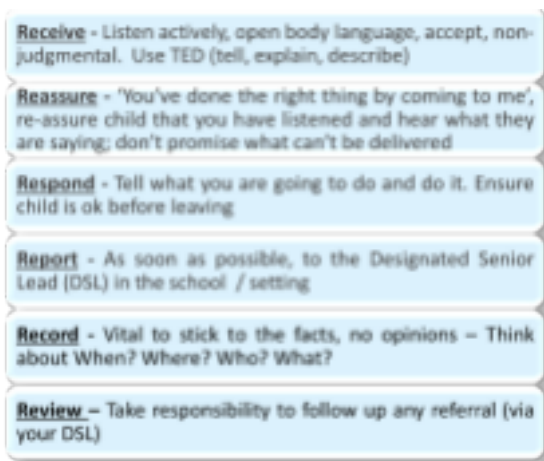 Receive - Listen actively, open body language, accept, non-
judgmental. Use TED (tell, explain, describe)
Reassure - 'You've done the right thing by coming to me',
re-assure child that you have listened and hear what they
are saying; don't promise what can't be delivered
Respond - Tell what you are going to do and do it. Ensure
child is ok before leaving
Report - As soon as possible, to the Designated Senior
Lead (DSL) in the school / setting
Record - Vital to stick to the facts, no opinions – Think
about When? Where? Who? What?
Review – Take responsibility to follow up any referral (via
your DSL)